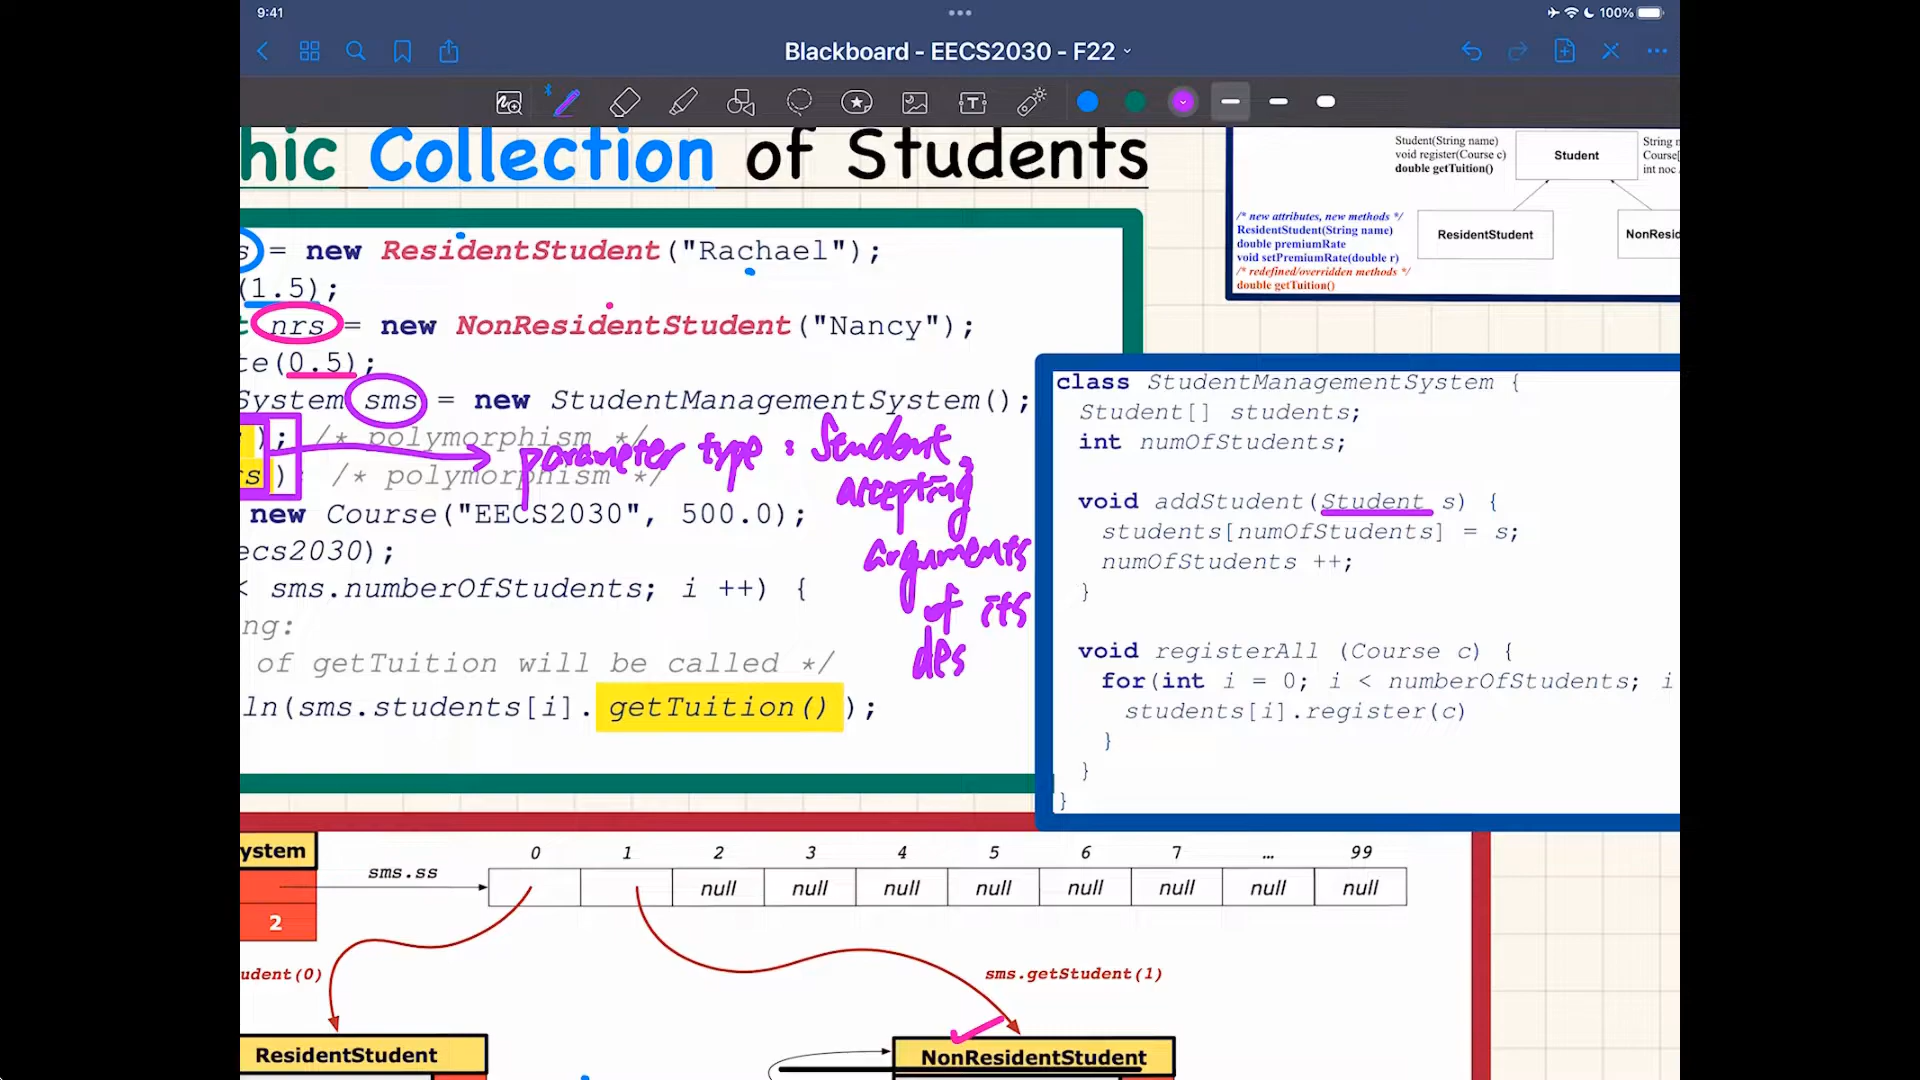 9:41
100%
Blackboard - EECS2030 - F22
hic Collection of Students
s = new ResidentStudent("Rachael");
(1.5);
t nrs = new NonResidentStudent("Nancy");
te(0.5);
System sms = new StudentManagementSystem();
); /* polymorphism */
s ) /* polymorphism */
new Course("EECS2030", 500.0);
ecs2030);
< sms.numberOfStudents; i ++) {
ng:
of getTuition will be called */
ln(sms.students[i].getTuition());
parameter type : Student,
accepting
arguments
of its
des
Student(String name)
void register(Course c)
double getTuition()
Student
String n
Course[
int noc
/* new attributes, new methods */
ResidentStudent(String name)
double premiumRate
void setPremiumRate(double r)
/* redefined/overridden methods */
double getTuition()
ResidentStudent
NonResid
class StudentManagementSystem {
Student[] students;
int numOfStudents;
void addStudent(Student s) {
students[numOfStudents] = s;
numOfStudents ++;
}
void registerAll (Course c) {
for(int i = 0; i < numberOfStudents; i
students[i].register(c)
}
}
}
ystem
2
sms.ss
0 1 2 3 4 5 6 7 ... 99
null null null null null null null null
udent(0)
sms.getStudent(1)
ResidentStudent
NonResidentStudent